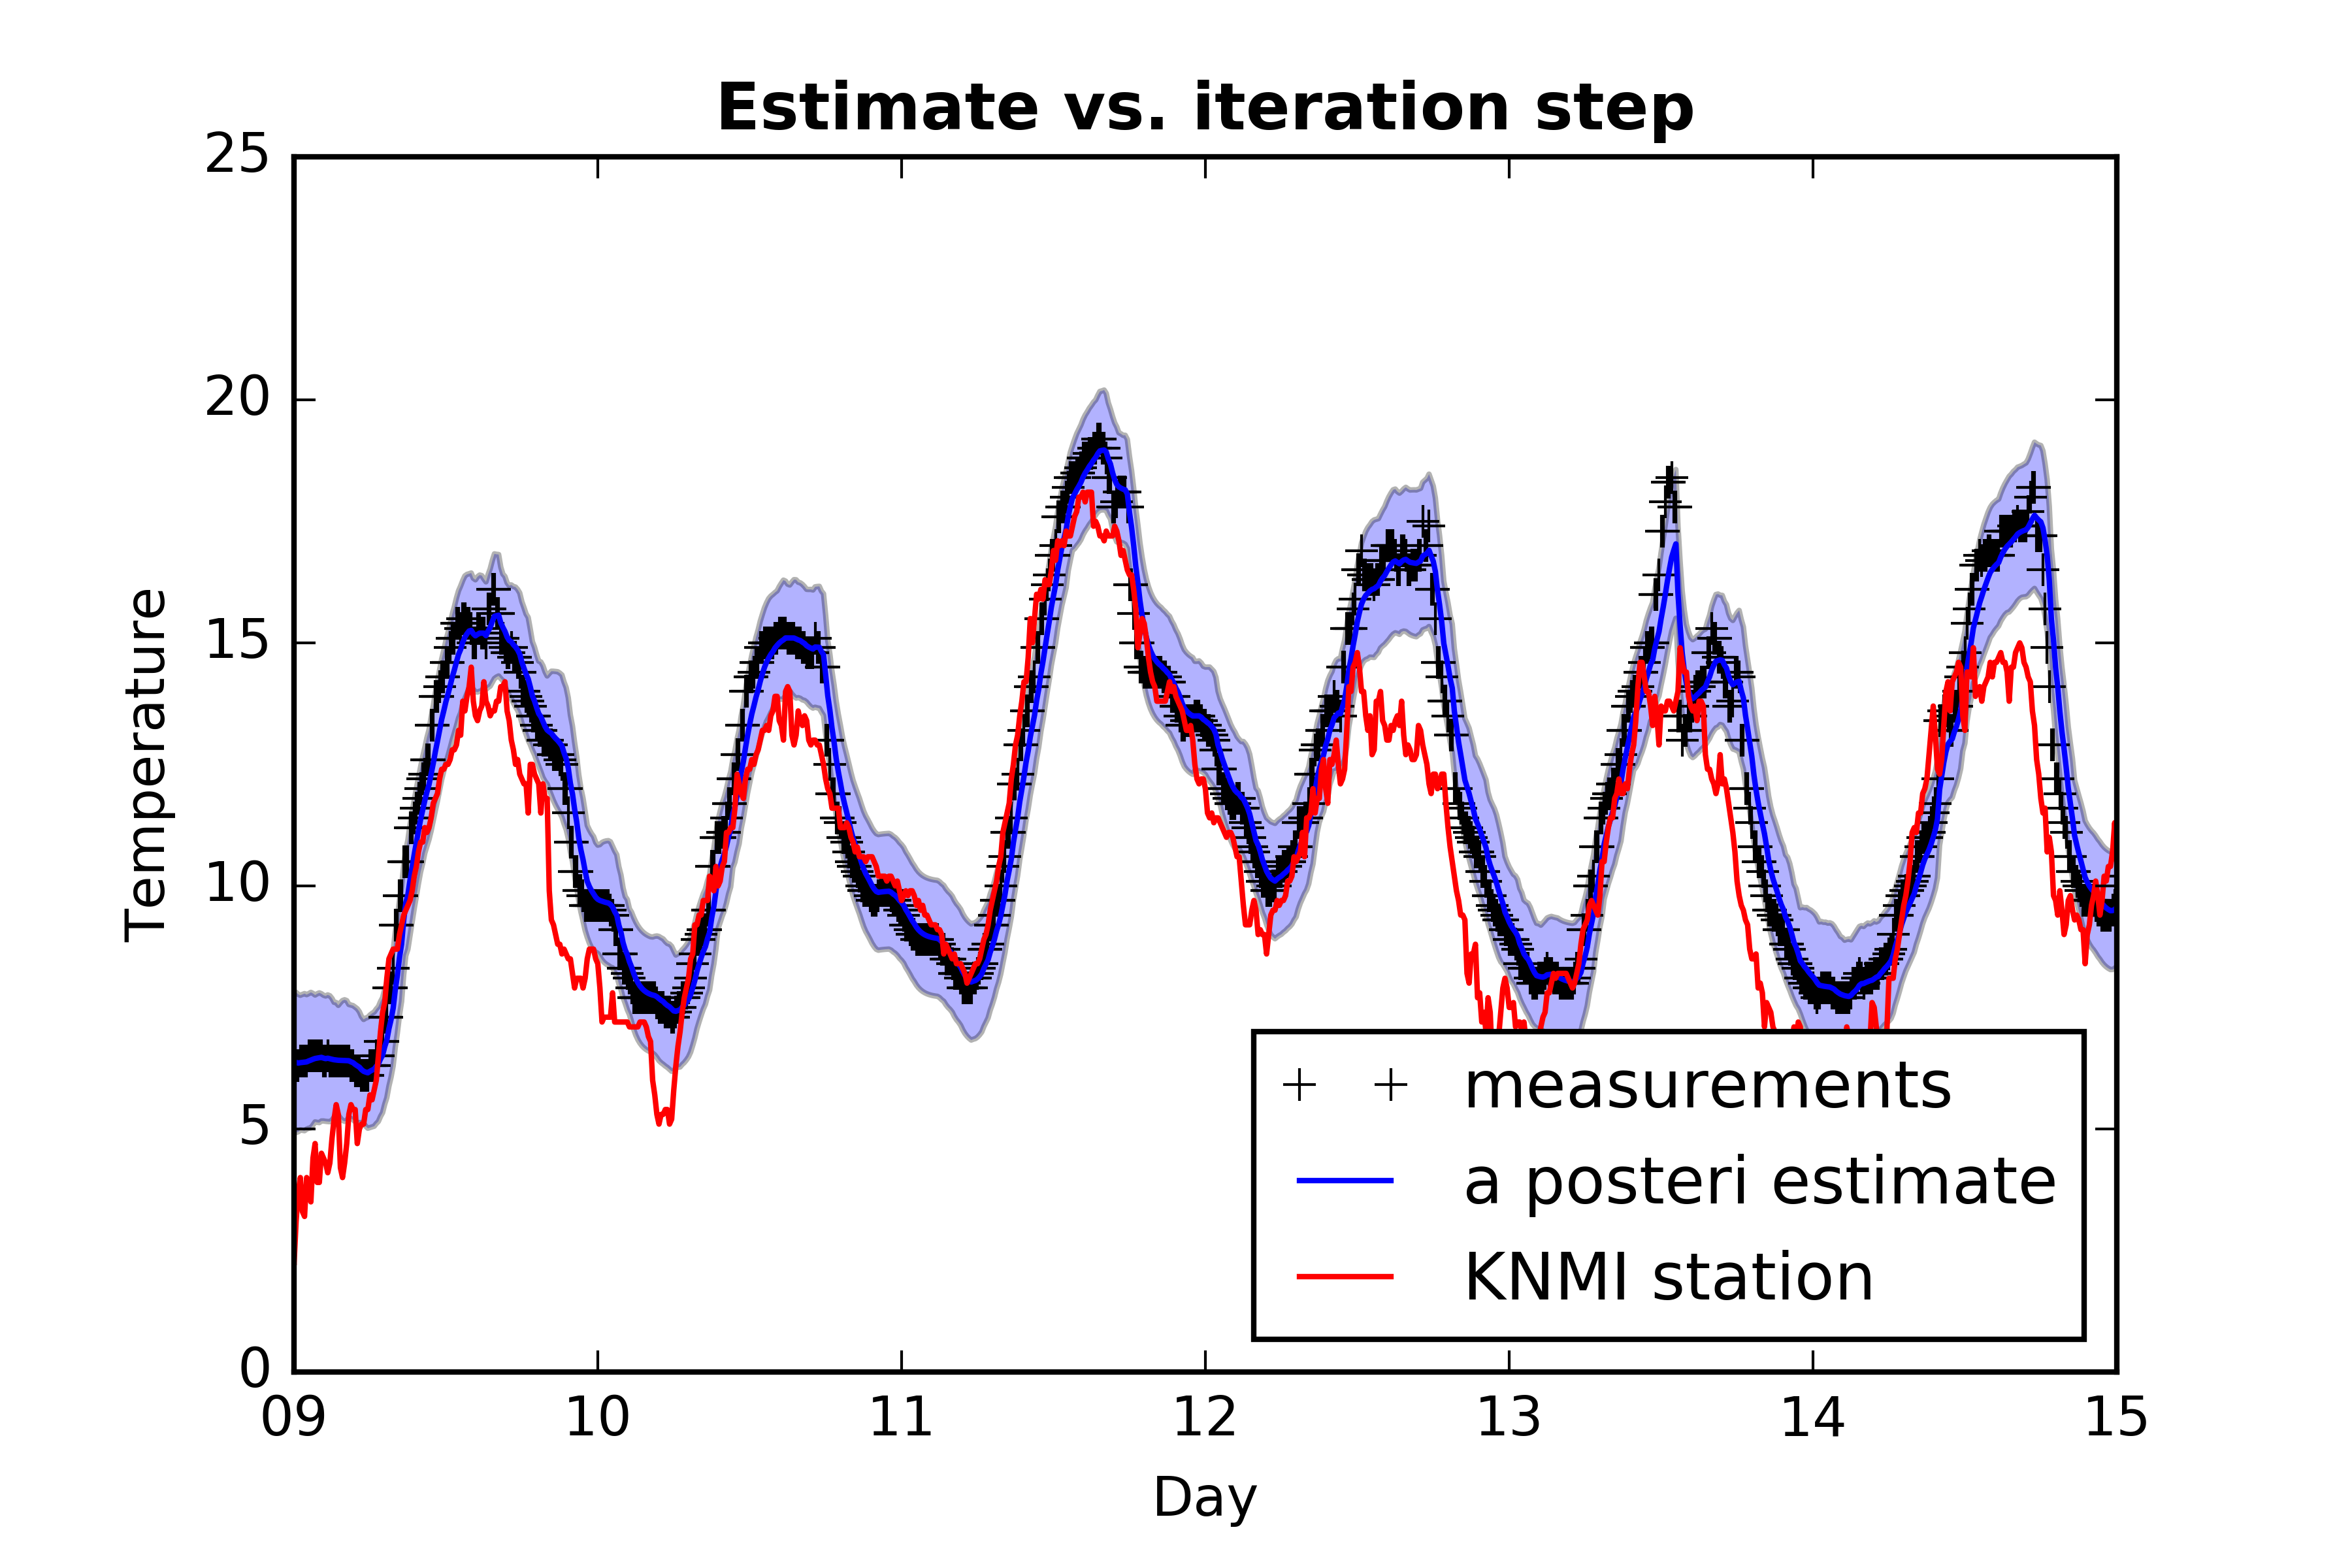 Estimate vs. iteration step
25
20
15
10
5
0
Temperature
09 10 11 12 13 14 15
Day
measurements
a posteri estimate
KNMI station